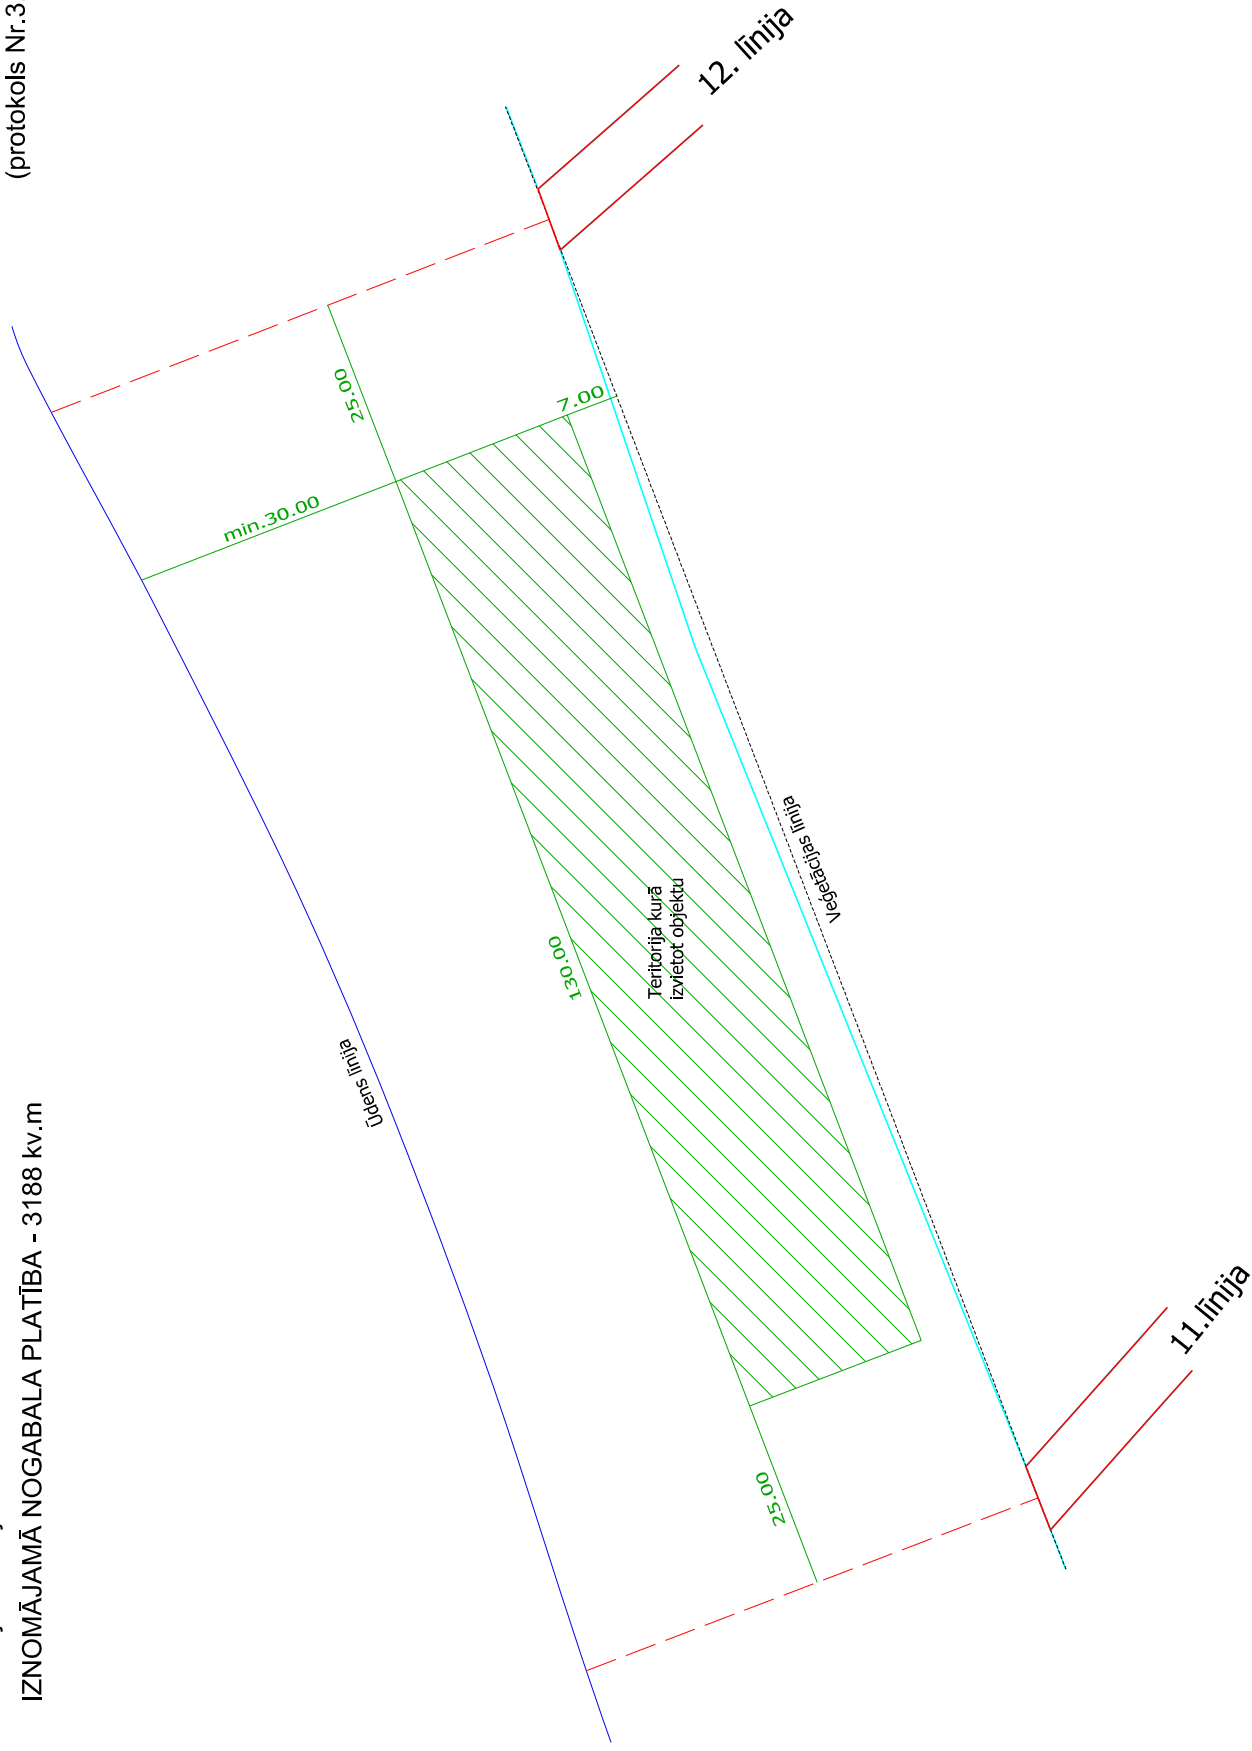 (protokols Nr.3
IZNOMĀJAMĀ NOGABALA PLATĪBA - 3188 kv.m
12. līnija
25.00
7.00
min.30.00
Veģetācijas līnija
Teritorija kurā
izvietot objektu
130.00
Ūdens līnija
11.līnija
25.00